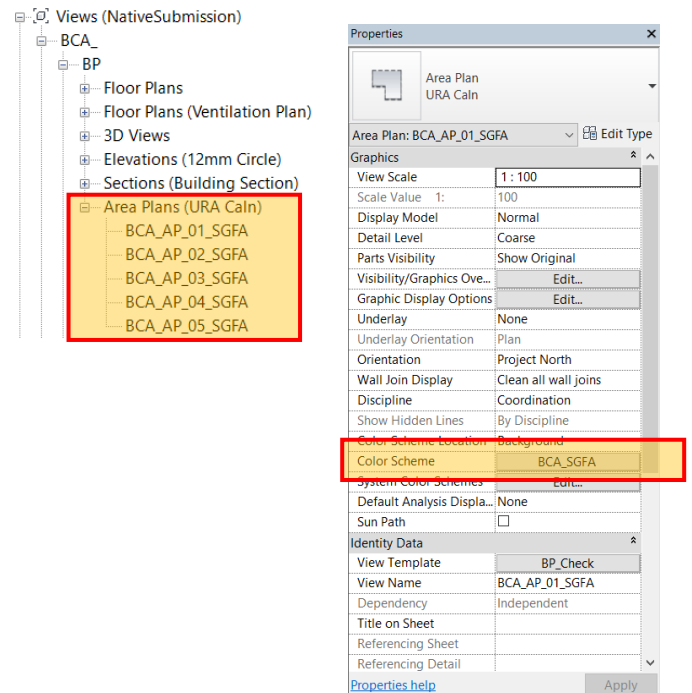 Views (NativeSubmission)
BCA_
BP
Floor Plans
Floor Plans (Ventilation Plan)
3D Views
Elevations (12mm Circle)
Sections (Building Section)
Area Plans (URA Caln)
BCA_AP_01_SGFA
BCA_AP_02_SGFA
BCA_AP_03_SGFA
BCA_AP_04_SGFA
BCA_AP_05_SGFA
Properties
Area Plan
URA Caln
Area Plan: BCA_AP_01_SGFA Edit Type
Graphics
View Scale 1 : 100
Scale Value 1: 100
Display Model Normal
Detail Level Coarse
Parts Visibility Show Original
Visibility/Graphics Ove... Edit...
Graphic Display Options Edit...
Underlay None
Underlay Orientation Plan
Orientation Project North
Wall Join Display Clean all wall joins
Discipline Coordination
Show Hidden Lines By Discipline
Color Scheme Location Background
Color Scheme BCA_SGFA
System Color Schemes Edit...
Default Analysis Displa... None
Sun Path
Identity Data
View Template BP_Check
View Name BCA_AP_01_SGFA
Dependency Independent
Title on Sheet
Referencing Sheet
Referencing Detail
Properties help Apply